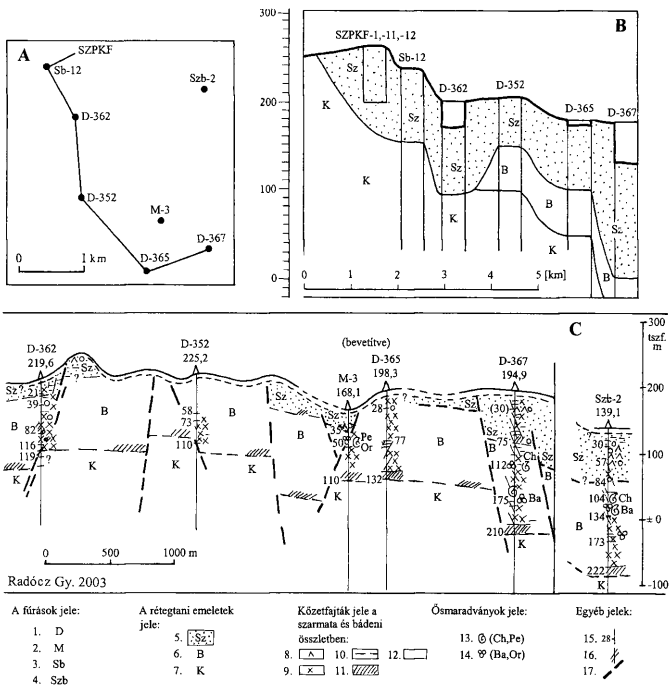 A
SZPKF
Sb-12
Szb-2
D-362
D-352
M-3
D-367
D-365
0 1 km
B
300
200
100
0
SZPKF-1,-11,-12
Sb-12
D-362
D-352
D-365
D-367
Sz
Sz
Sz
Sz
Sz
K
K
K
B
B
K
B
0 1 2 3 4 5 [km]
C
300
tszf.
m
200
100
± 0
-100
D-362
219,6
D-352
225,2
(bevetítve)
M-3
168,1
D-365
198,3
D-367
194,9
Szb-2
139,1
Sz ?
?
Sz
?
21
39
82
116
119
B
B
K
K
58
73
110
B
K
Sz
B
K
Sz
35
50
Pe
Or
110
28
77
132
Sz
B
K
Sz
B
(30)
75
112
Ch
175
Ba
210
K
Sz
B
Sz
?
B
30
57
84
104
Ch
Ba
134
173
222
K
0 500 1000 m
Radócz Gy. 2003
A fúrások jele:
1. D
2. M
3. Sb
4. Szb
A rétegtani emeletek
jele:
5. Sz
6. B
7. K
Kőzetfajták jele a
szarmata és bádeni
összletben:
8. ʌ 10. 12.
9. x 11.
Ősmaradványok jele:
13. (Ch,Pe)
14. (Ba,Or)
Egyéb jelek:
15. 28
16.
17.